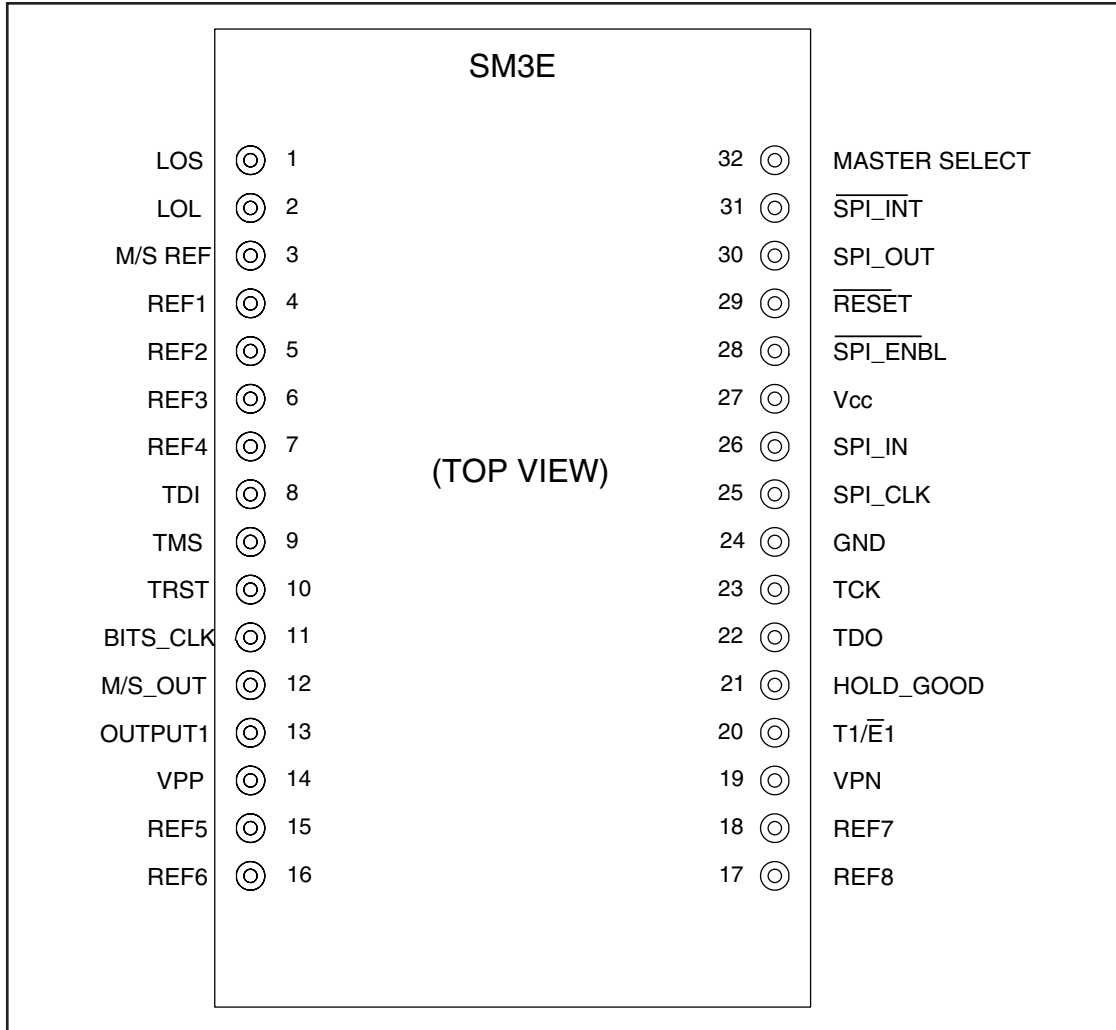 SM3E
LOS 1 32 MASTER SELECT
LOL 2 31 SPI_INT
M/S REF 3 30 SPI_OUT
REF1 4 29 RESET
REF2 5 28 SPI_ENBL
REF3 6 27 Vcc
REF4 7 26 SPI_IN
(TOP VIEW)
TDI 8 25 SPI_CLK
TMS 9 24 GND
TRST 10 23 TCK
BITS_CLK 11 22 TDO
M/S_OUT 12 21 HOLD_GOOD
OUTPUT1 13 20 T1/E̅1
VPP 14 19 VPN
REF5 15 18 REF7
REF6 16 17 REF8